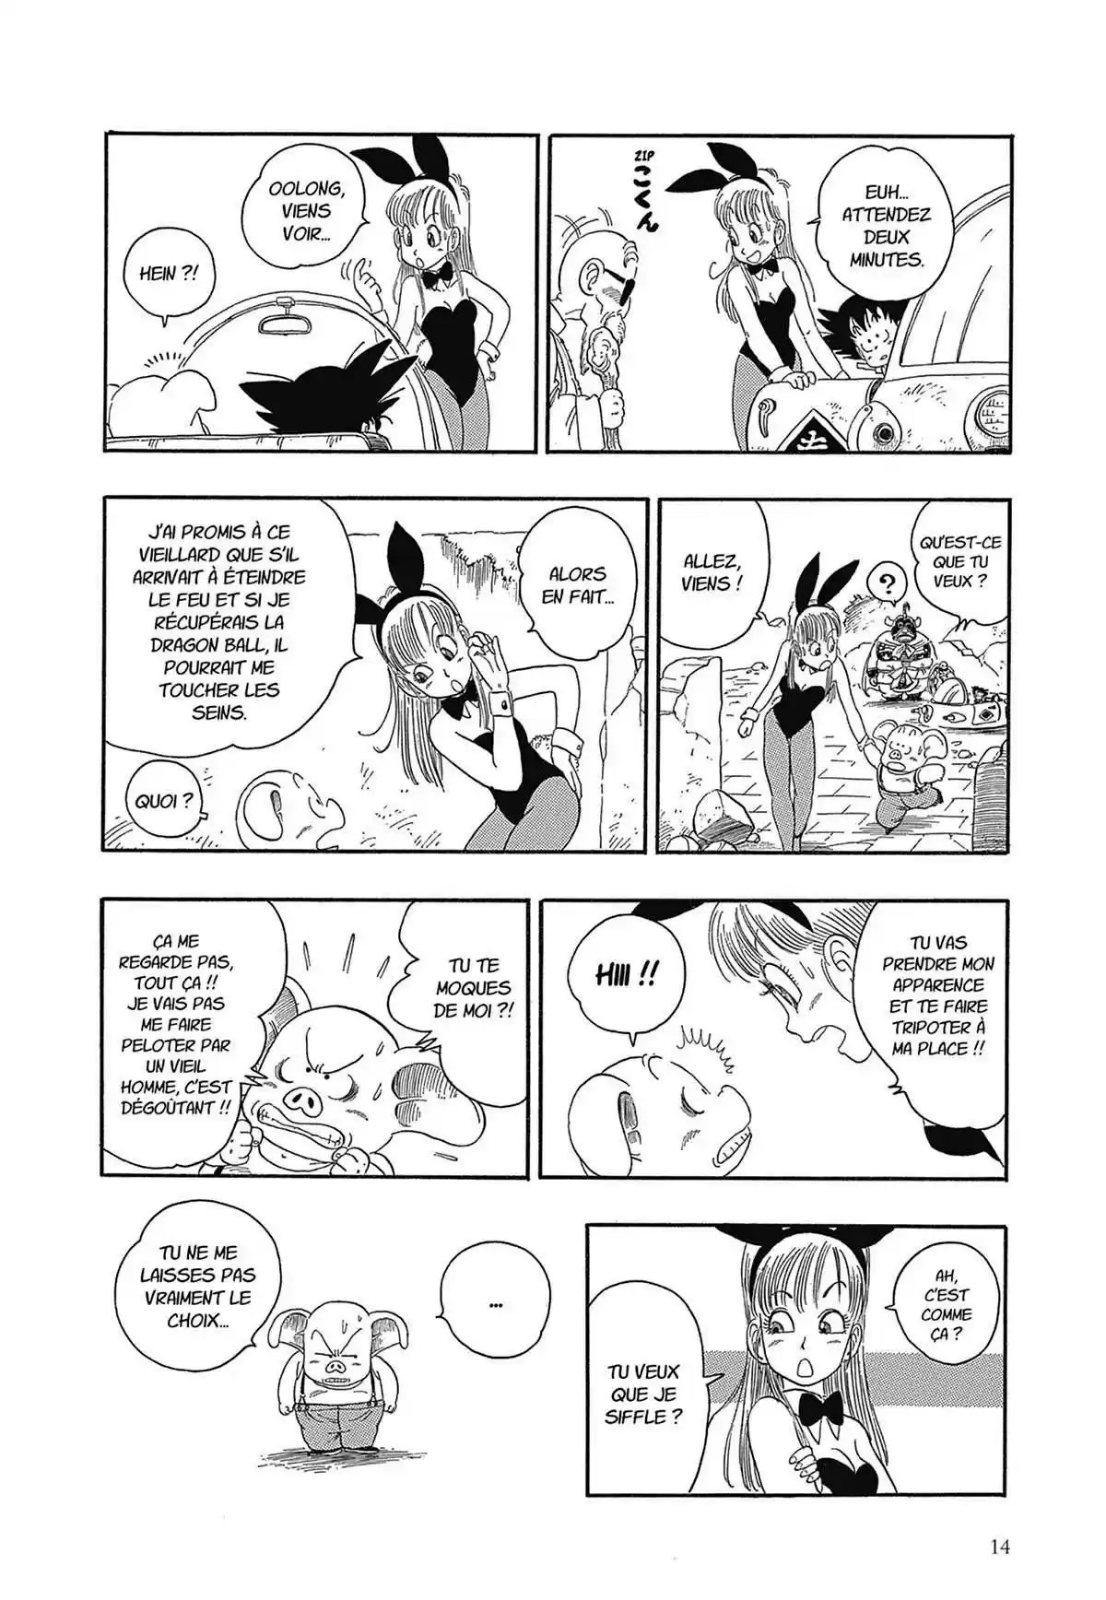 EUH...
ATTENDEZ
DEUX
MINUTES.
ZIP
こくん
OOLONG,
VIENS
VOIR...
HEIN ?!
QU'EST-CE
QUE TU
VEUX ?
?
ALLEZ,
VIENS !
ALORS
EN FAIT...
J'AI PROMIS À CE
VIEILLARD QUE S'IL
ARRIVAIT À ÉTEINDRE
LE FEU ET SI JE
RÉCUPÉRAIS LA
DRAGON BALL, IL
POURRAIT ME
TOUCHER LES
SEINS.
QUOI ?
TU VAS
PRENDRE MON
APPARENCE
ET TE FAIRE
TRIPOTER À
MA PLACE !!
HIII !!
TU TE
MOQUES
DE MOI ?!
ÇA ME
REGARDE PAS,
TOUT ÇA !!
JE VAIS PAS
ME FAIRE
PELOTER PAR
UN VIEIL
HOMME, C'EST
DÉGOÛTANT !!
AH,
C'EST
COMME
ÇA ?
TU VEUX
QUE JE
SIFFLE ?
...
TU NE ME
LAISSES PAS
VRAIMENT LE
CHOIX...
14